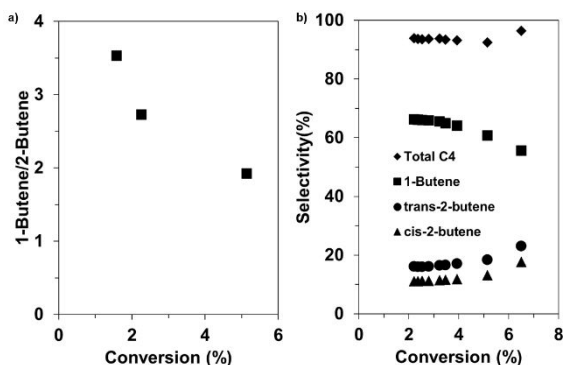 a)
4
3
2
1
0
1-Butene/2-Butene
0 2 4 6
Conversion (%)
b)
100
80
60
40
20
0
Selectivity(%)
Total C4
1-Butene
trans-2-butene
cis-2-butene
0 2 4 6 8
Conversion (%)